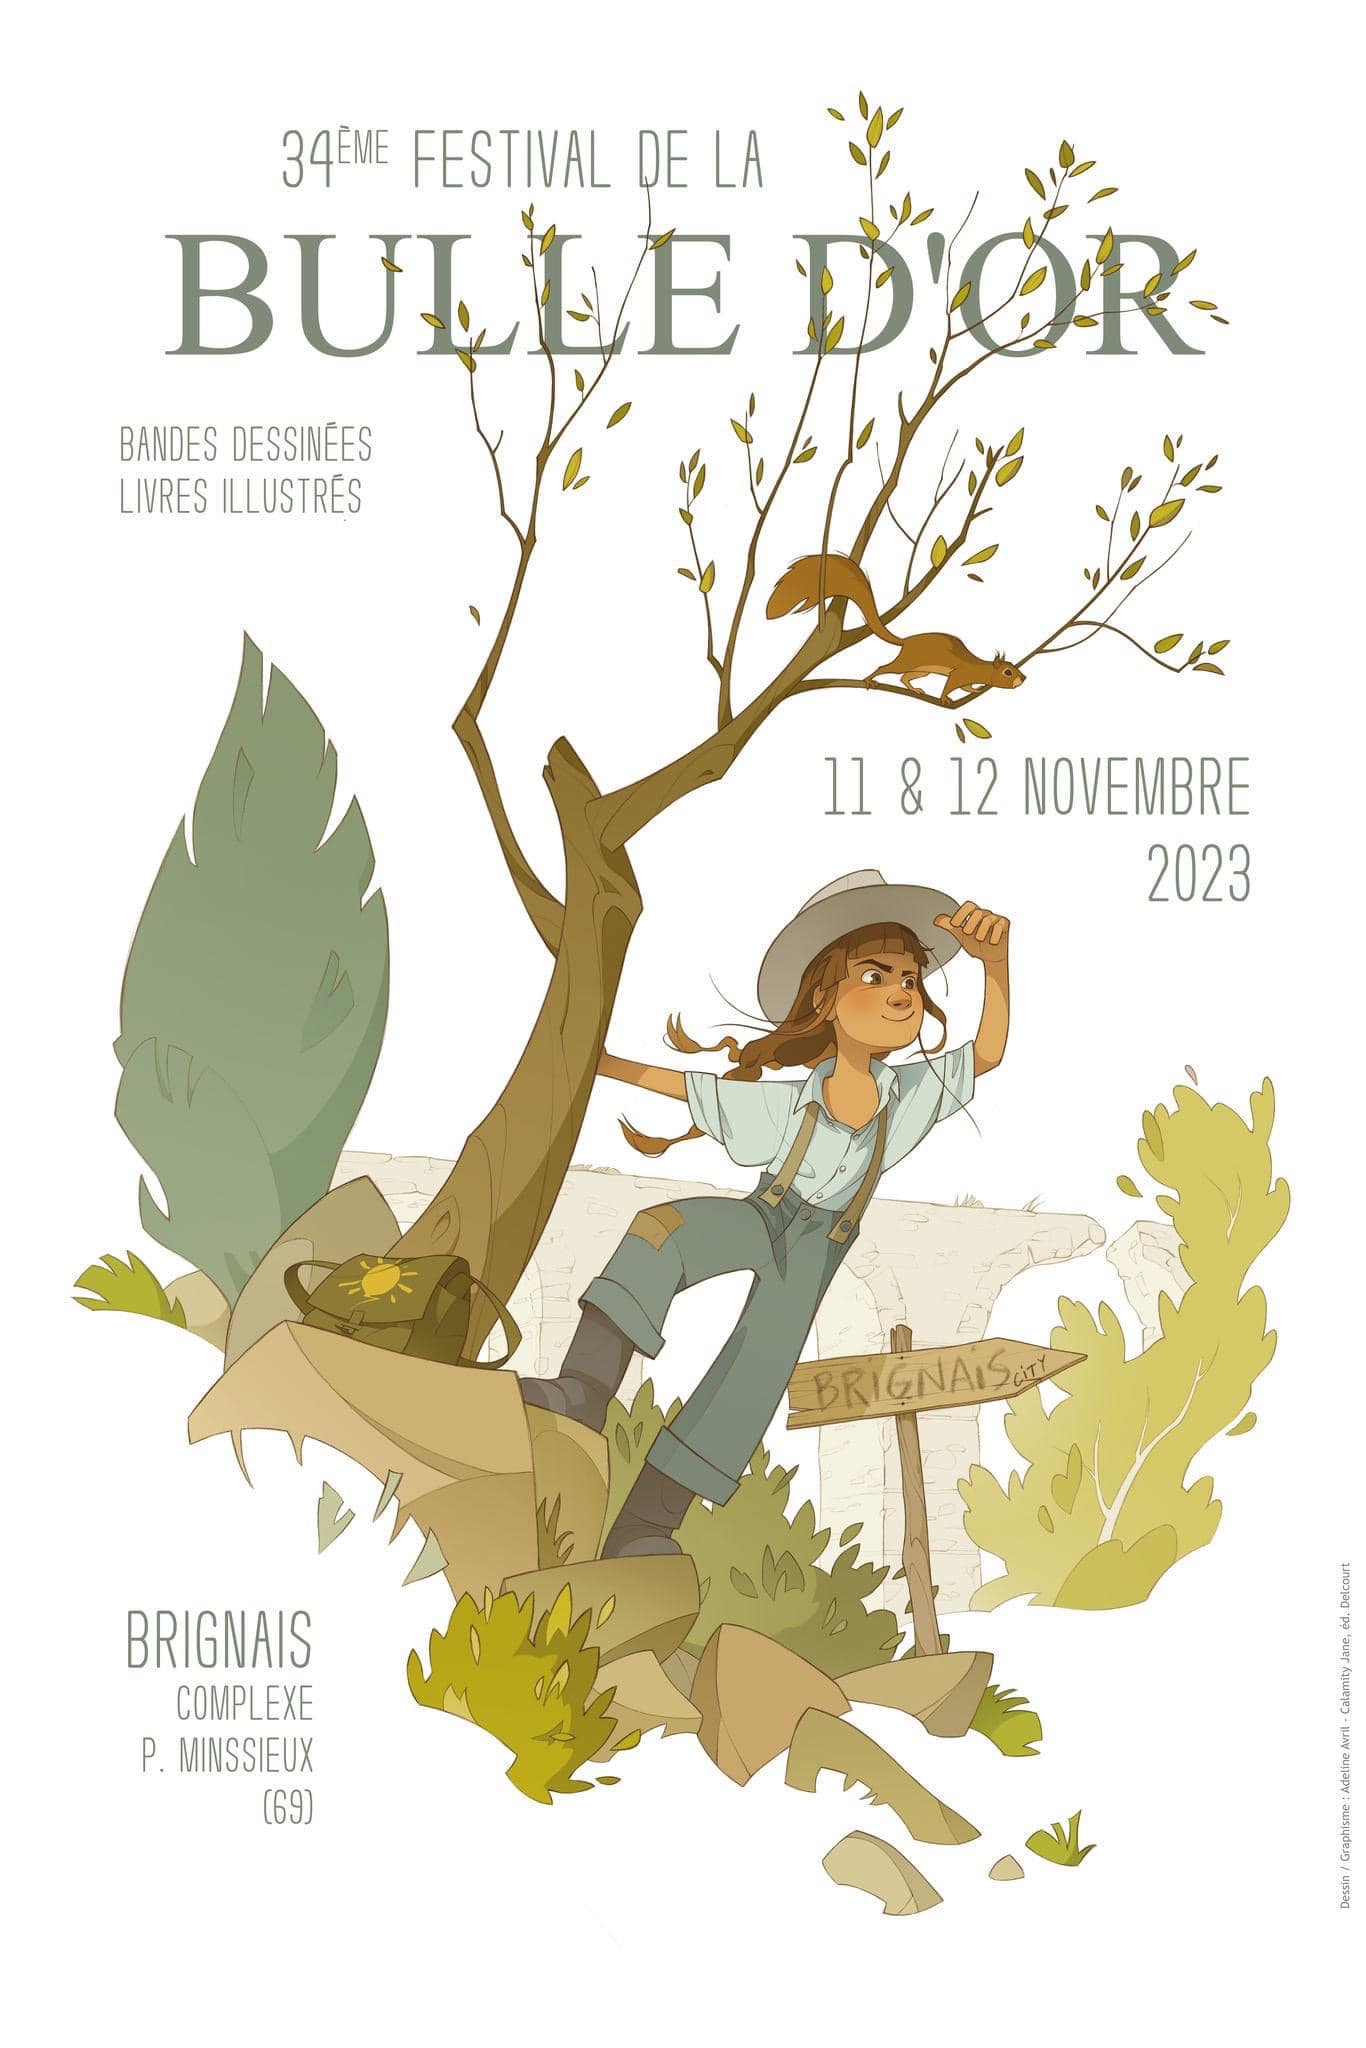 34ÈME FESTIVAL DE LA
BULLE D'OR
BANDES DESSINÉES
LIVRES ILLUSTRÉS
11 & 12 NOVEMBRE
2023
BRIGNAIS CITY
BRIGNAIS
COMPLEXE
P. MINSSIEUX
(69)
Dessin / Graphisme : Adeline Avril - Calamity Jane, éd. Delcourt